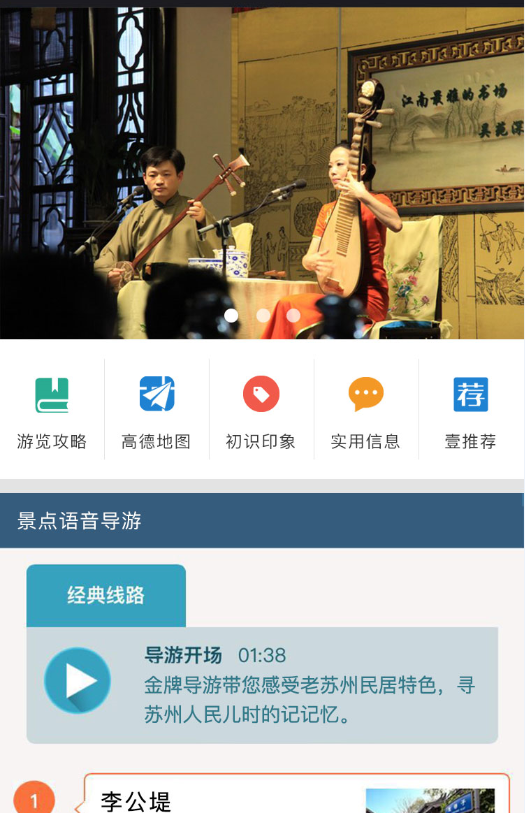 江南最雅的书场
游览攻略
高德地图
初识印象
实用信息
壹推荐
荐
景点语音导游
经典线路
导游开场 01:38
金牌导游带您感受老苏州民居特色，寻
苏州人民儿时的记记忆。
1
李公堤